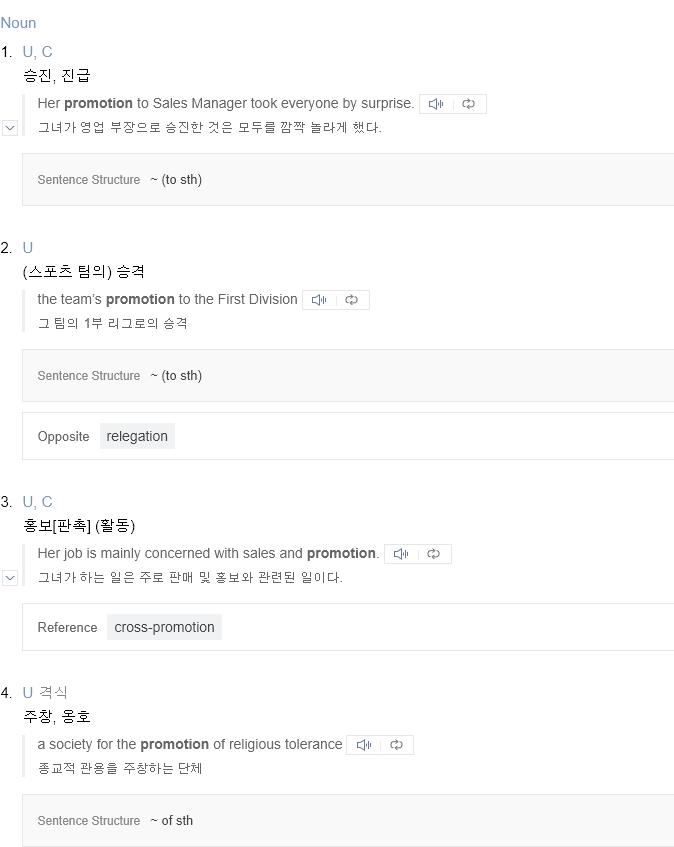 Noun
1. U, C
승진, 진급
Her promotion to Sales Manager took everyone by surprise.
그녀가 영업 부장으로 승진한 것은 모두를 깜짝 놀라게 했다.
Sentence Structure ~ (to sth)
2. U
(스포츠 팀의) 승격
the team's promotion to the First Division
그 팀의 1부 리그로의 승격
Sentence Structure ~ (to sth)
Opposite relegation
3. U, C
홍보[판촉] (활동)
Her job is mainly concerned with sales and promotion.
그녀가 하는 일은 주로 판매 및 홍보와 관련된 일이다.
Reference cross-promotion
4. U 격식
주창, 옹호
a society for the promotion of religious tolerance
종교적 관용을 주창하는 단체
Sentence Structure ~ of sth